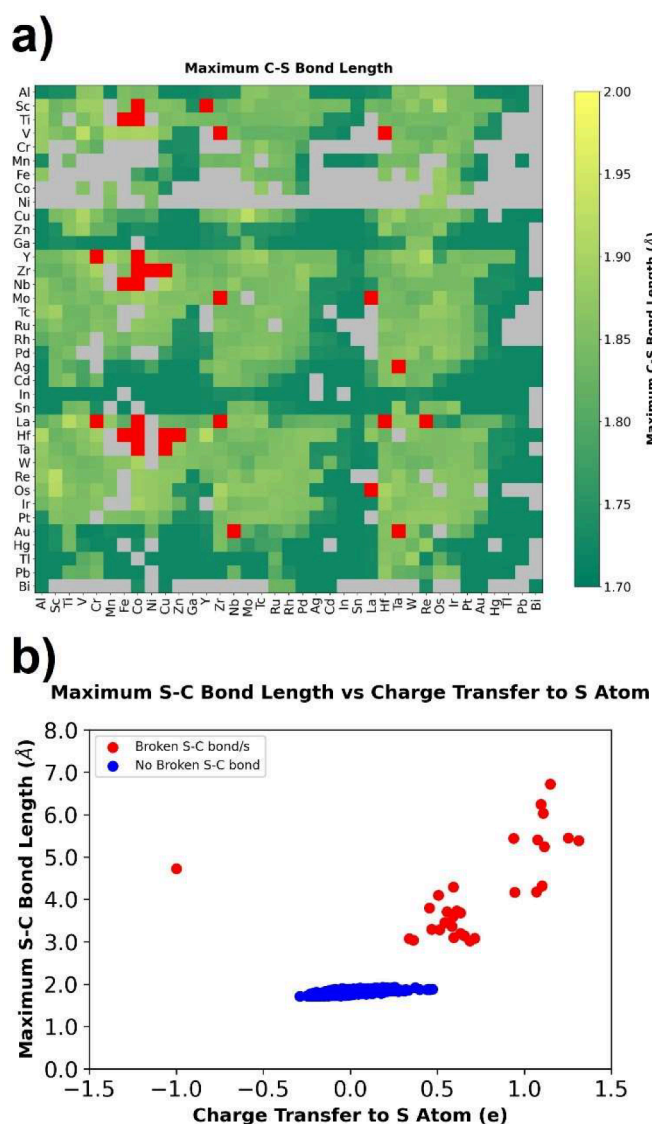 a)
Maximum C-S Bond Length
Al
Sc
Ti
V
Cr
Mn
Fe
Co
Ni
Cu
Zn
Ga
Y
Zr
Nb
Mo
Tc
Ru
Rh
Pd
Ag
Cd
In
Sn
La
Hf
Ta
W
Re
Os
Ir
Pt
Au
Hg
Tl
Pb
Bi
Al Sc Ti V Cr Mn Fe Co Ni Cu Zn Ga Y Zr Nb Mo Tc Ru Rh Pd Ag Cd In Sn La Hf Ta W Re Os Ir Pt Au Hg Tl Pb Bi
2.00
1.95
1.90
1.85
1.80
1.75
1.70
Maximum C-S Bond Length (Å)
b)
Maximum S-C Bond Length vs Charge Transfer to S Atom
Broken S-C bond/s
No Broken S-C bond
8.0
7.0
6.0
5.0
4.0
3.0
2.0
1.0
0.0
Maximum S-C Bond Length (Å)
−1.5 −1.0 −0.5 0.0 0.5 1.0 1.5
Charge Transfer to S Atom (e)